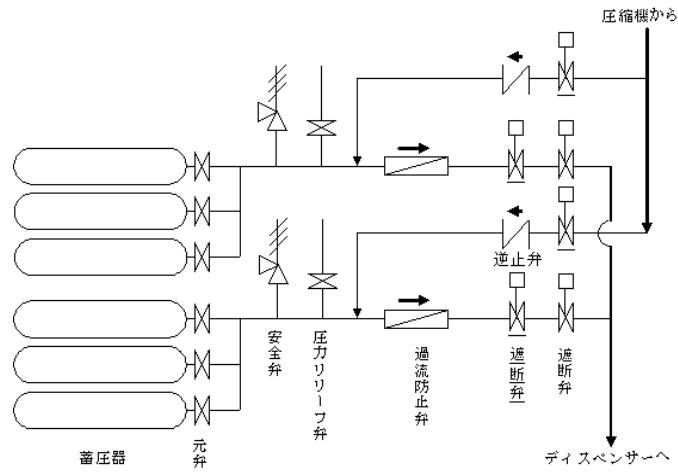 圧縮機から
逆止弁
安全弁
圧力リリーフ弁
過流防止弁
遮断弁
遮断弁
蓄圧器
元弁
ディスペンサーへ